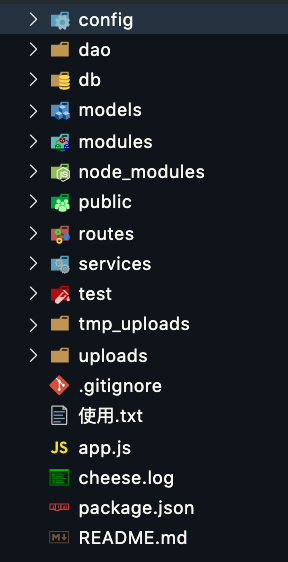 config
dao
db
models
modules
node_modules
public
routes
services
test
tmp_uploads
uploads
.gitignore
使用.txt
JS app.js
cheese.log
package.json
README.md